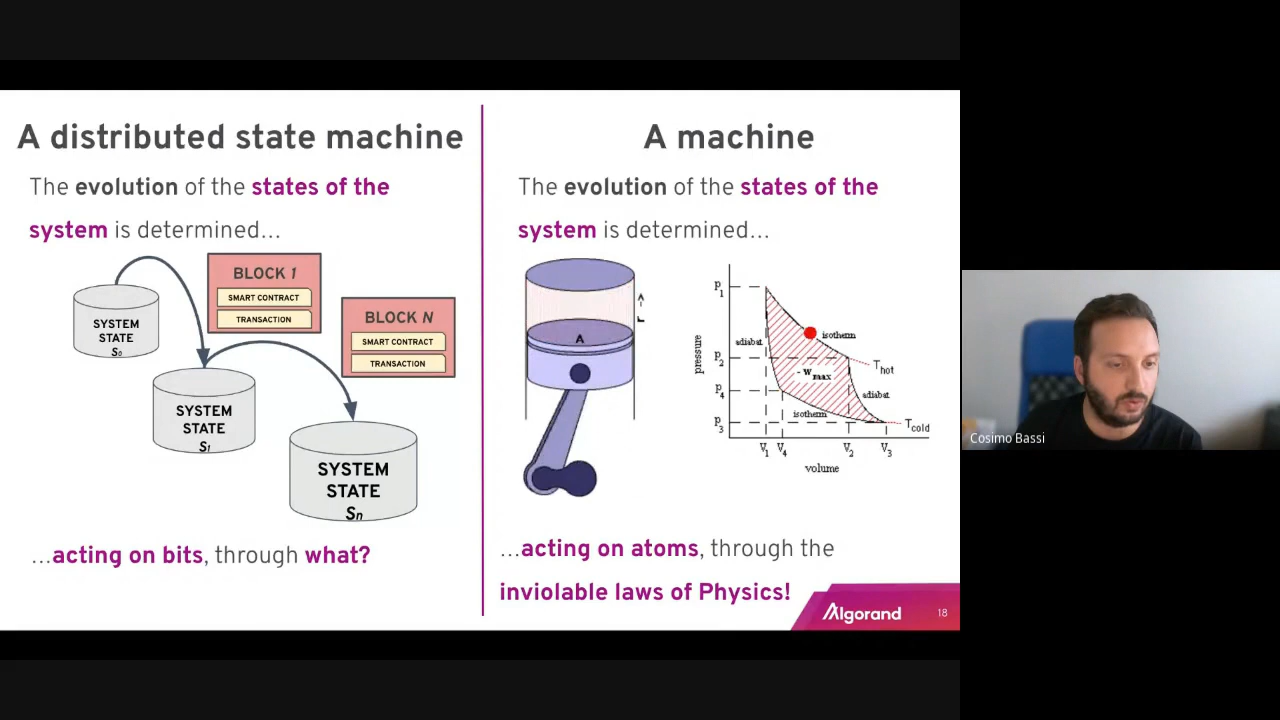 A distributed state machine
The evolution of the states of the
system is determined…
BLOCK 1
SMART CONTRACT
TRANSACTION
BLOCK N
SMART CONTRACT
TRANSACTION
SYSTEM
STATE
S₀
SYSTEM
STATE
S₁
SYSTEM
STATE
Sn
…acting on bits, through what?
A machine
The evolution of the states of the
system is determined…
A
r ->
P₁
P₂
P₄
P₃
pressure
adiabat
isotherm
T hot
- w max
adiabat
isotherm
T cold
V₁ V₄ V₂ V₃
volume
…acting on atoms, through the
inviolable laws of Physics!
Algorand
18
Cosimo Bassi